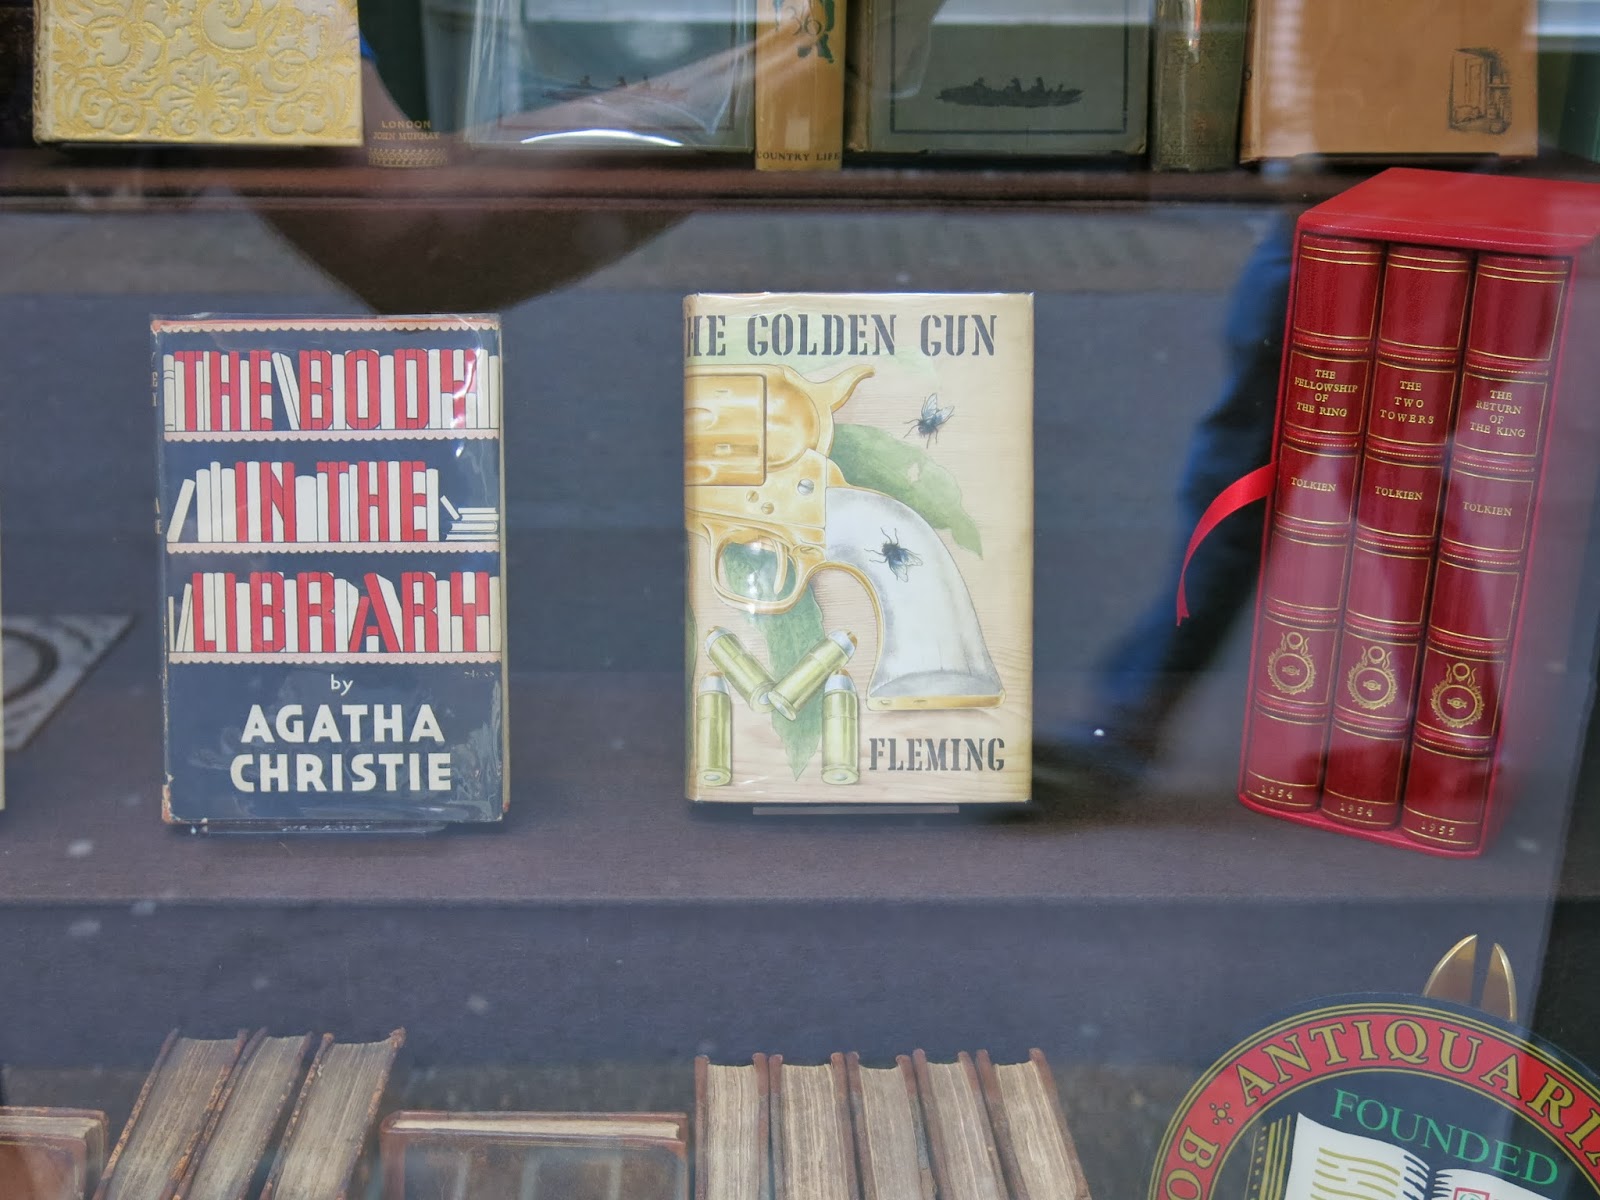 36
LONDON
JOHN MURRAY
COUNTRY LIFE
THE BODY
IN THE
LIBRARY
by
AGATHA
CHRISTIE
HE GOLDEN GUN
FLEMING
THE
FELLOWSHIP
OF
THE RING
TOLKIEN
1954
THE
TWO
TOWERS
TOLKIEN
1954
THE
RETURN
OF
THE KING
TOLKIEN
1955
ANTIQUARIA
BO
FOUNDED